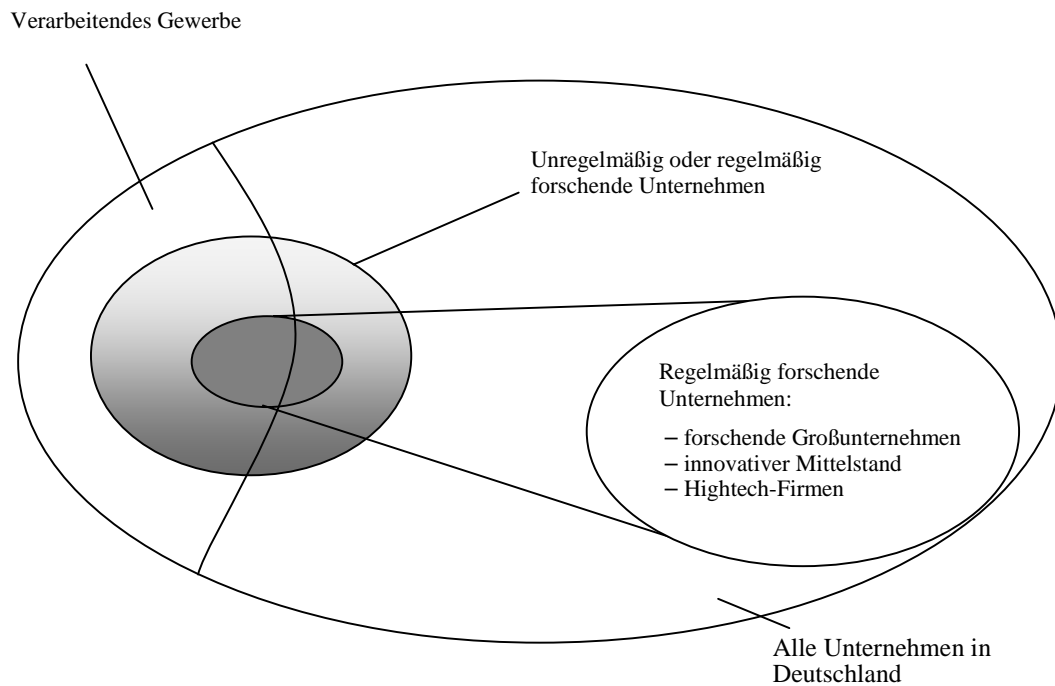 Verarbeitendes Gewerbe
Unregelmäßig oder regelmäßig
forschende Unternehmen
Regelmäßig forschende
Unternehmen:
– forschende Großunternehmen
– innovativer Mittelstand
– Hightech-Firmen
Alle Unternehmen in
Deutschland